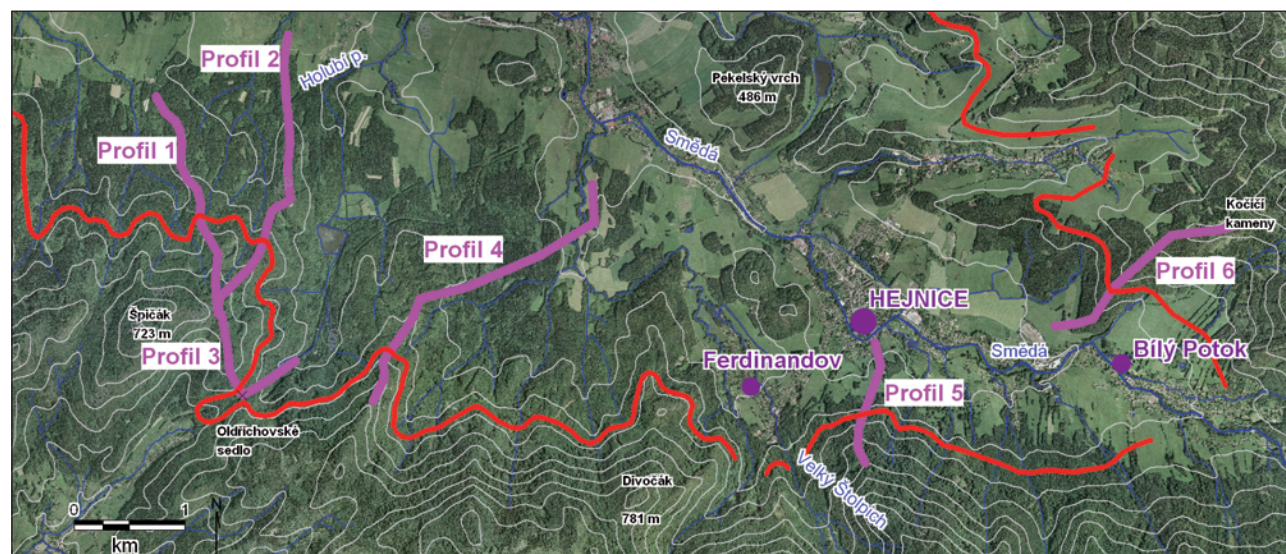 Profil 2
Holubí p.
Profil 1
Pekelský vrch
486 m
Smědá
Kočičí
kameny
Profil 4
Profil 6
Špičák
723 m
HEJNICE
Profil 3
Smědá
Bílý Potok
Ferdinandov
Profil 5
Oldřichovské
sedlo
Divočák
781 m
Velký Štolpich
0 1
km
N